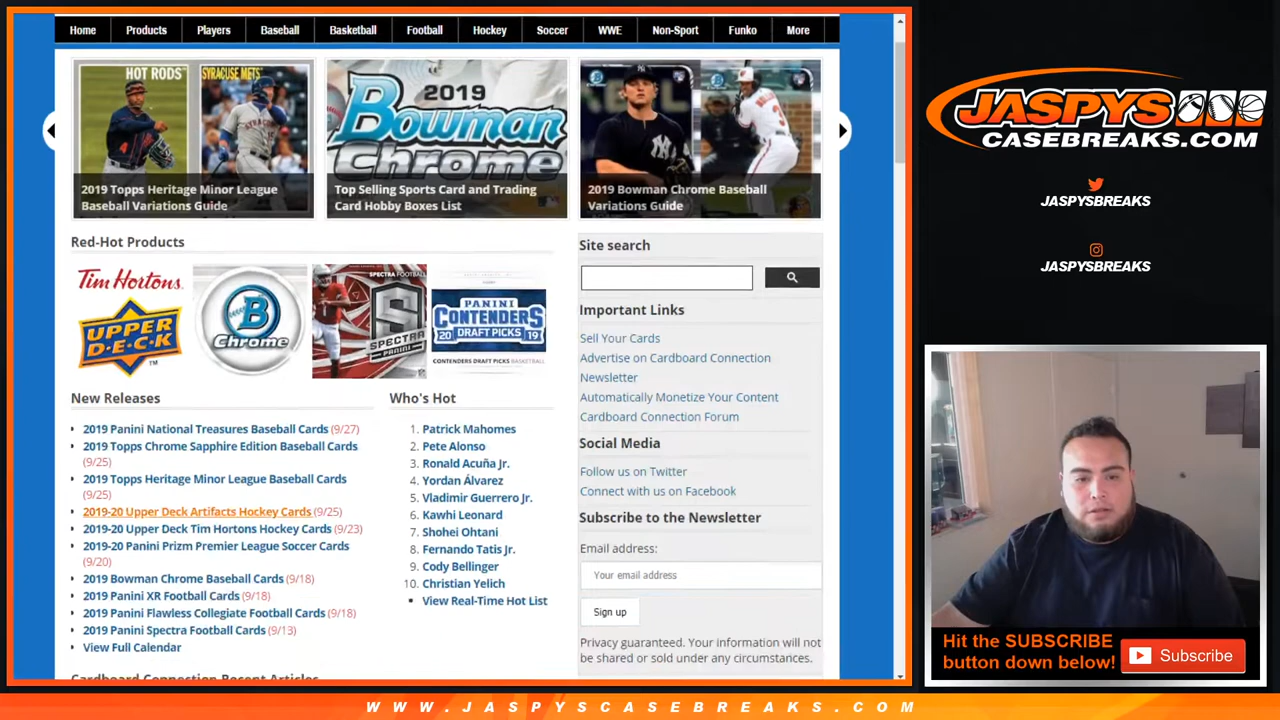 Home Products Players Baseball Basketball Football Hockey Soccer WWE Non-Sport Funko More
HOT RODS
SYRACUSE METS
2019 Topps Heritage Minor League
Baseball Variations Guide
2019
Bowman
Chrome
Top Selling Sports Card and Trading
Card Hobby Boxes List
2019 Bowman Chrome Baseball
Variations Guide
JASPYS
CASEBREAKS.COM
JASPYSBREAKS
JASPYSBREAKS
Red-Hot Products
Tim Hortons.
UPPER
D.E.C.K
B
Chrome
SPECTRA FOOTBALL
SPECTRA
PANINI
PANINI
CONTENDERS
20 DRAFT PICKS 19
CONTENDERS DRAFT PICKS BASKETBALL
New Releases
2019 Panini National Treasures Baseball Cards (9/27)
2019 Topps Chrome Sapphire Edition Baseball Cards
(9/25)
2019 Topps Heritage Minor League Baseball Cards
(9/25)
2019-20 Upper Deck Artifacts Hockey Cards (9/25)
2019-20 Upper Deck Tim Hortons Hockey Cards (9/23)
2019-20 Panini Prizm Premier League Soccer Cards
(9/20)
2019 Bowman Chrome Baseball Cards (9/18)
2019 Panini XR Football Cards (9/18)
2019 Panini Flawless Collegiate Football Cards (9/18)
2019 Panini Spectra Football Cards (9/13)
View Full Calendar
Who's Hot
1. Patrick Mahomes
2. Pete Alonso
3. Ronald Acuña Jr.
4. Yordan Álvarez
5. Vladimir Guerrero Jr.
6. Kawhi Leonard
7. Shohei Ohtani
8. Fernando Tatis Jr.
9. Cody Bellinger
10. Christian Yelich
View Real-Time Hot List
Site search
Important Links
Sell Your Cards
Advertise on Cardboard Connection
Newsletter
Automatically Monetize Your Content
Cardboard Connection Forum
Social Media
Follow us on Twitter
Connect with us on Facebook
Subscribe to the Newsletter
Email address:
Your email address
Sign up
Privacy guaranteed. Your information will not
be shared or sold under any circumstances.
Cardboard Connection Recent Articles
Hit the SUBSCRIBE
button down below!
Subscribe
WWW.JASPYSCASEBREAKS.COM